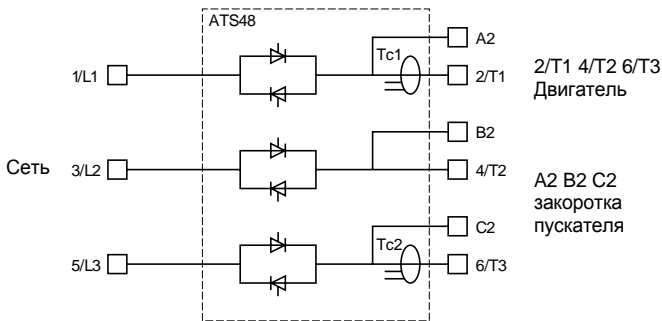 ATS48
A2
Tc1
1/L1
2/T1
2/T1 4/T2 6/T3
Двигатель
B2
Сеть
3/L2
4/T2
A2 B2 C2
закоротка
пускателя
C2
Tc2
5/L3
6/T3